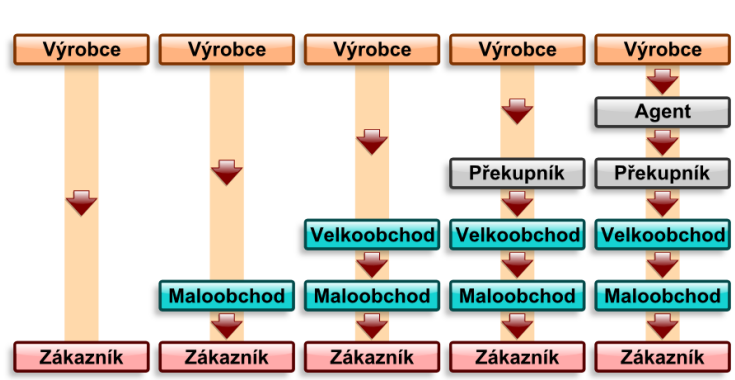 Výrobce Výrobce Výrobce Výrobce Výrobce
Agent
Překupník Překupník
Velkoobchod Velkoobchod Velkoobchod
Maloobchod Maloobchod Maloobchod Maloobchod
Zákazník Zákazník Zákazník Zákazník Zákazník